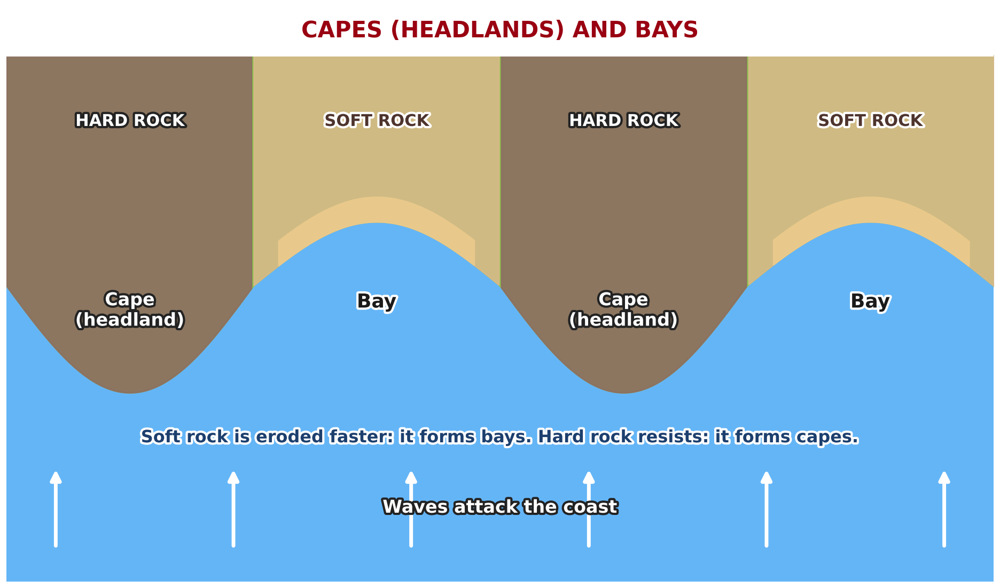 CAPES (HEADLANDS) AND BAYS
HARD ROCK
SOFT ROCK
HARD ROCK
SOFT ROCK
Cape
(headland)
Bay
Cape
(headland)
Bay
Soft rock is eroded faster: it forms bays. Hard rock resists: it forms capes.
Waves attack the coast